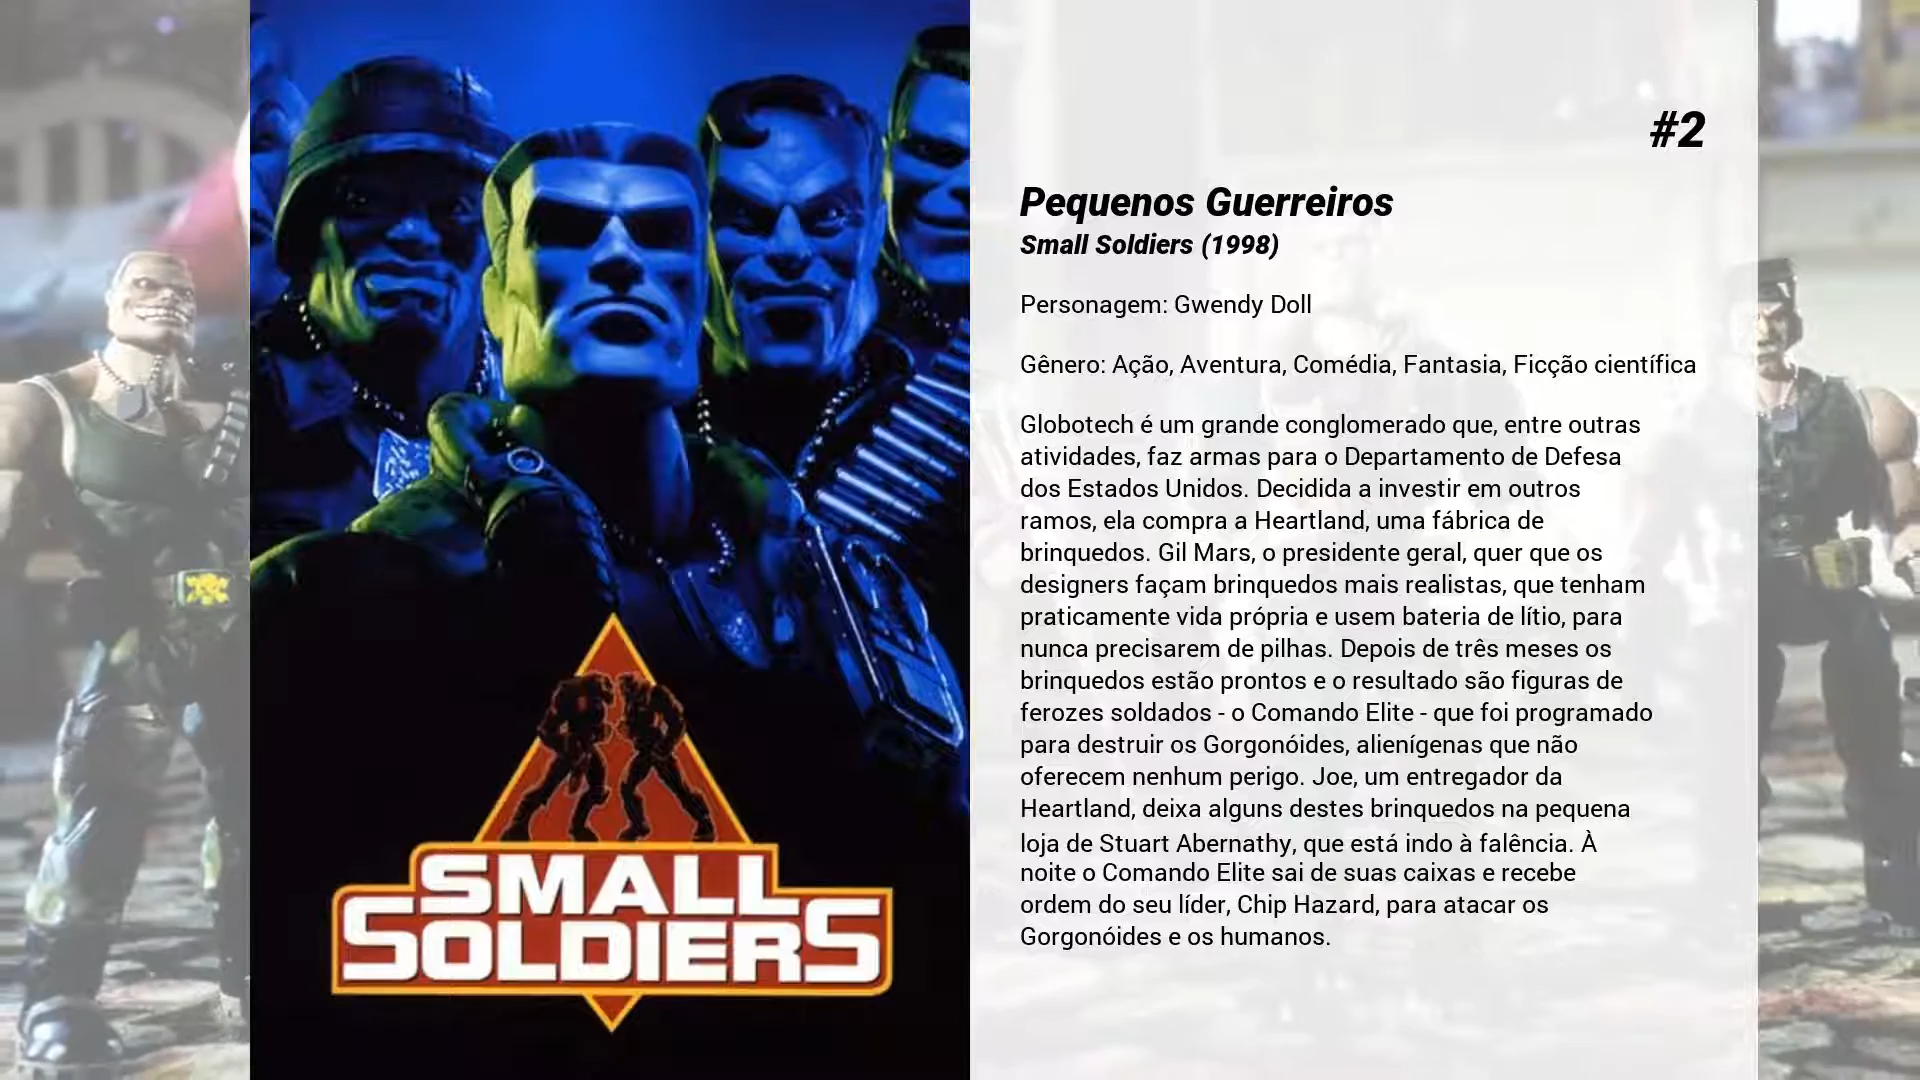 SMALL
SOLDIERS
#2
Pequenos Guerreiros
Small Soldiers (1998)
Personagem: Gwendy Doll
Gênero: Ação, Aventura, Comédia, Fantasia, Ficção científica
Globotech é um grande conglomerado que, entre outras
atividades, faz armas para o Departamento de Defesa
dos Estados Unidos. Decidida a investir em outros
ramos, ela compra a Heartland, uma fábrica de
brinquedos. Gil Mars, o presidente geral, quer que os
designers façam brinquedos mais realistas, que tenham
praticamente vida própria e usem bateria de lítio, para
nunca precisarem de pilhas. Depois de três meses os
brinquedos estão prontos e o resultado são figuras de
ferozes soldados - o Comando Elite - que foi programado
para destruir os Gorgonóides, alienígenas que não
oferecem nenhum perigo. Joe, um entregador da
Heartland, deixa alguns destes brinquedos na pequena
loja de Stuart Abernathy, que está indo à falência. À
noite o Comando Elite sai de suas caixas e recebe
ordem do seu líder, Chip Hazard, para atacar os
Gorgonóides e os humanos.